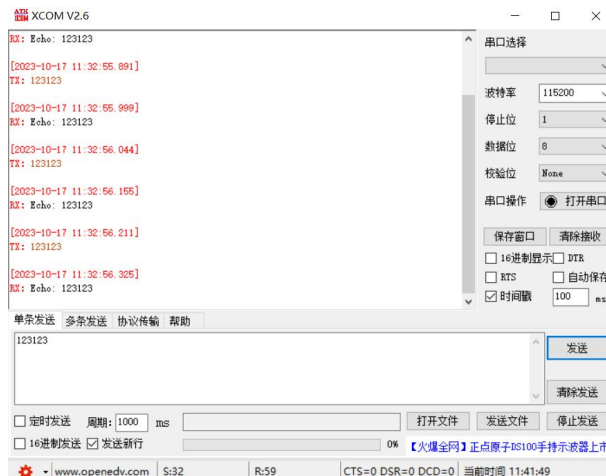 XCOM V2.6
RX: Echo: 123123
[2023-10-17 11:32:55.891]
TX: 123123
[2023-10-17 11:32:55.999]
RX: Echo: 123123
[2023-10-17 11:32:56.044]
TX: 123123
[2023-10-17 11:32:56.155]
RX: Echo: 123123
[2023-10-17 11:32:56.211]
TX: 123123
[2023-10-17 11:32:56.325]
RX: Echo: 123123
串口选择
波特率 115200
停止位 1
数据位 8
校验位 None
串口操作 打开串口
保存窗口 清除接收
16进制显示 DTR
RTS 自动保存
时间戳 100 ms
单条发送 多条发送 协议传输 帮助
123123
发送
清除发送
定时发送 周期: 1000 ms 打开文件 发送文件 停止发送
16进制发送 发送新行 0% 【火爆全网】正点原子DS100手持示波器上市
www.openedv.com S:32 R:59 CTS=0 DSR=0 DCD=0 当前时间 11:41:49